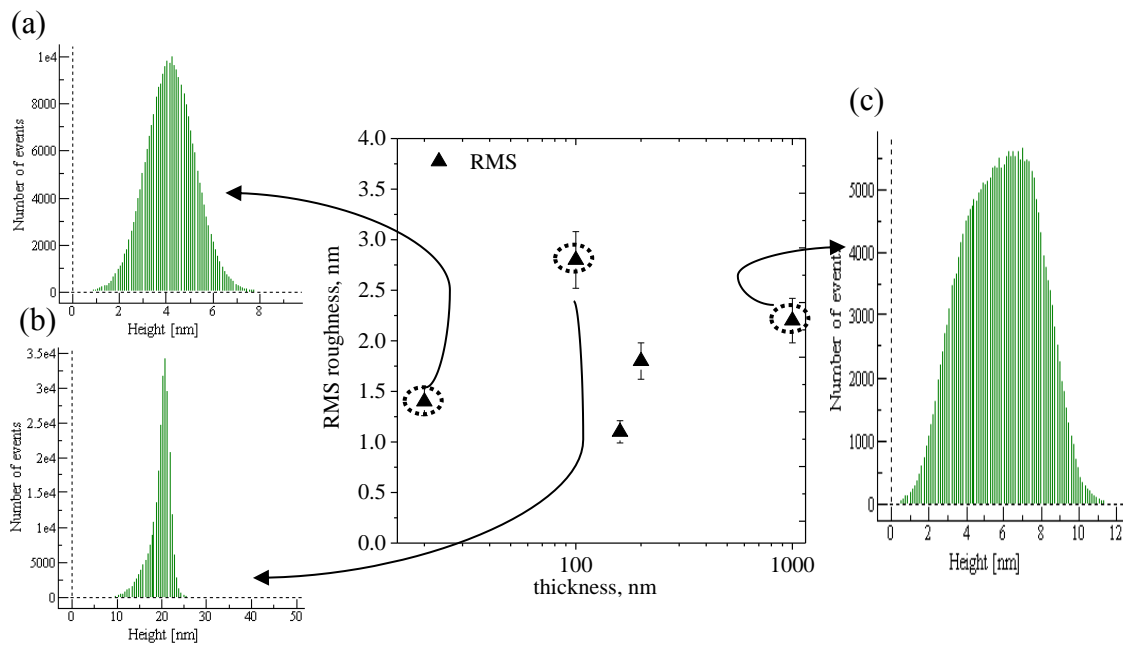 (a)
1e4
8000
6000
4000
2000
0
Number of events
0 2 4 6 8
Height [nm]
(b)
3.5e4
3e4
2.5e4
2e4
1.5e4
1e4
5000
0
Number of events
0 10 20 30 40 50
Height [nm]
RMS
4.0
3.5
3.0
2.5
2.0
1.5
1.0
0.5
0.0
RMS roughness, nm
100 1000
thickness, nm
(c)
5000
4000
3000
2000
1000
0
Number of events
0 2 4 6 8 10 12
Height [nm]